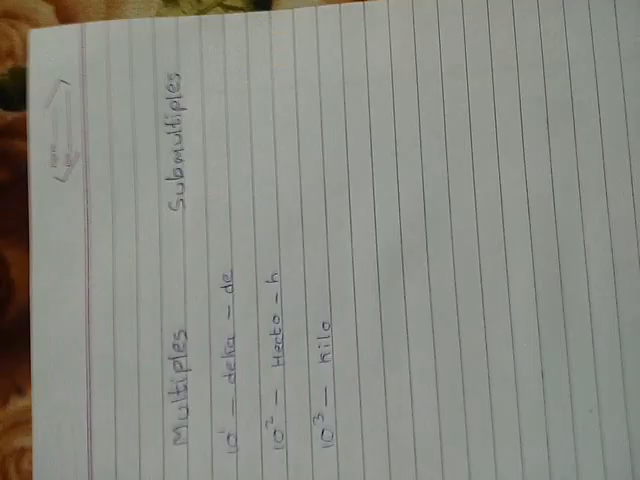 Multiples Submultiples
10¹ - deka - de
10² - Hecto - h
10³ - Kilo